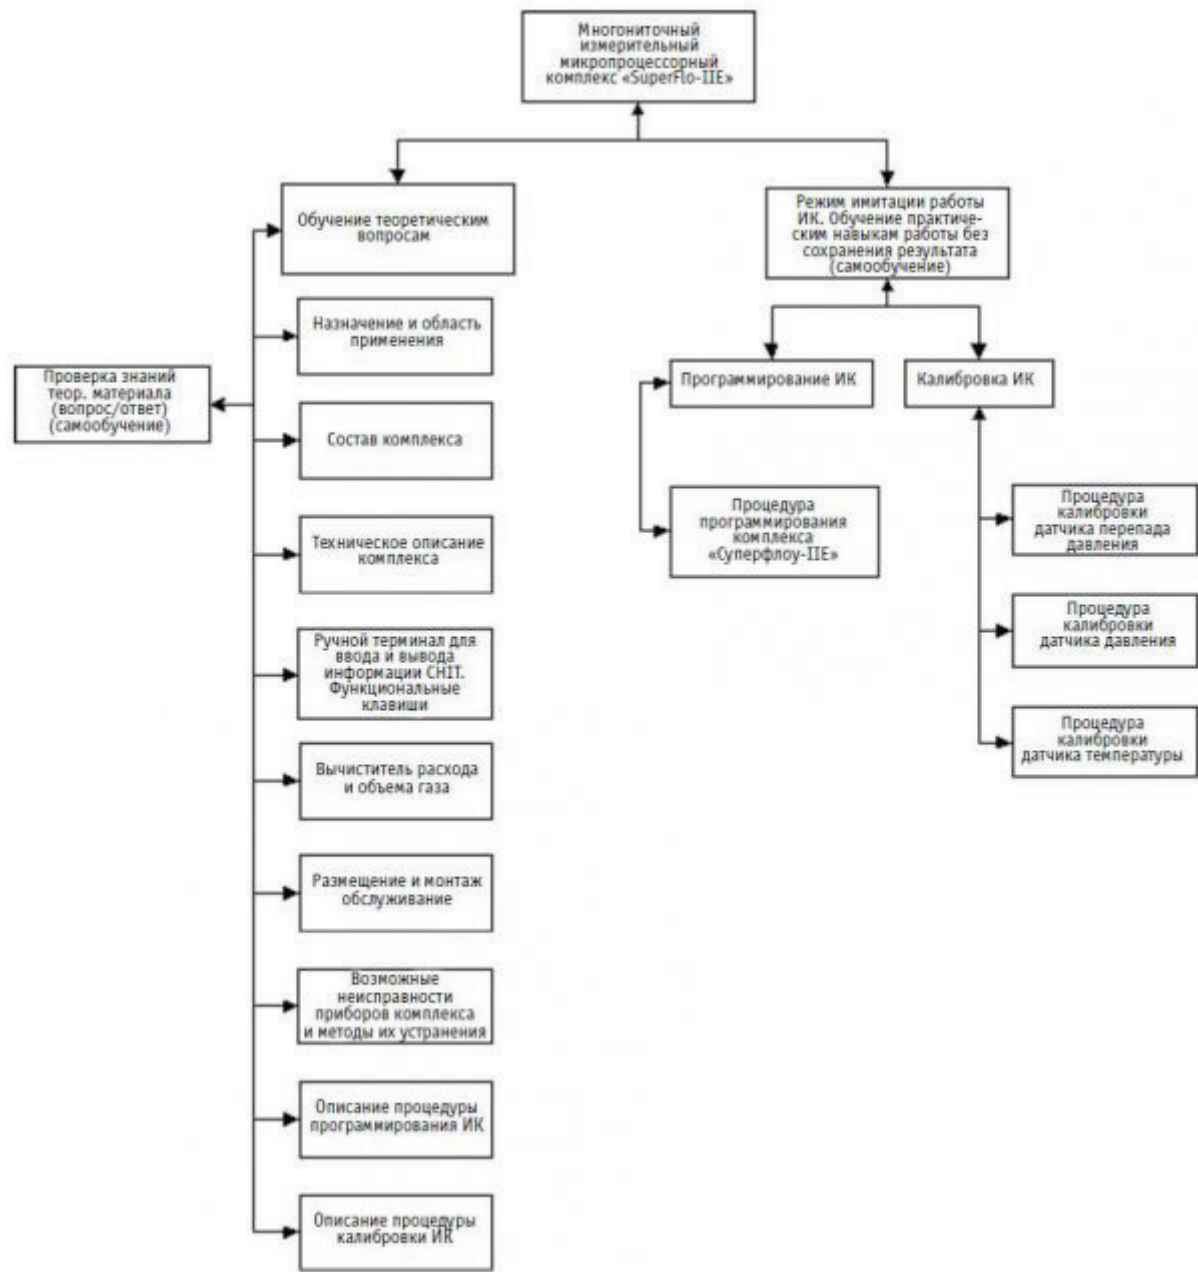 Многониточный
измерительный
микропроцессорный
комплекс «SuperFlo-IIE»
Обучение теоретическим
вопросам
Режим имитации работы
ИК. Обучение практиче-
ским навыкам работы без
сохранения результата
(самообучение)
Назначение и область
применения
Проверка знаний
теор. материала
(вопрос/ответ)
(самообучение)
Программирование ИК
Калибровка ИК
Состав комплекса
Процедура
программирования
комплекса
«Суперфлоу-IIE»
Процедура
калибровки
датчика перепада
давления
Техническое описание
комплекса
Процедура
калибровки
датчика давления
Ручной терминал для
ввода и вывода
информации CHIT.
Функциональные
клавиши
Процедура
калибровки
датчика температуры
Вычиститель расхода
и объема газа
Размещение и монтаж
обслуживание
Возможные
неисправности
приборов комплекса
и методы их устранения
Описание процедуры
программирования ИК
Описание процедуры
калибровки ИК